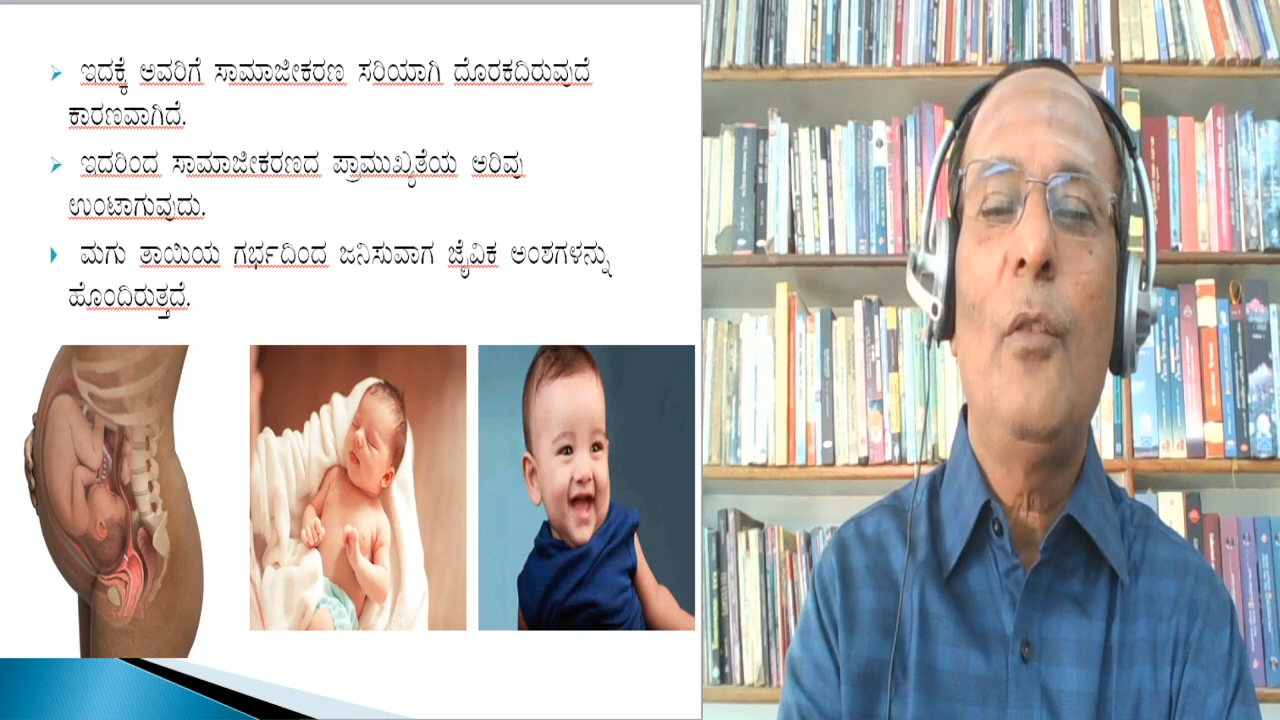 ಇದಕ್ಕೆ ಅವರಿಗೆ ಸಾಮಾಜೀಕರಣ ಸರಿಯಾಗಿ ದೊರಕದಿರುವುದೆ
ಕಾರಣವಾಗಿದೆ.
ಇದರಿಂದ ಸಾಮಾಜೀಕರಣದ ಪ್ರಾಮುಖ್ಯತೆಯ ಅರಿವು
ಉಂಟಾಗುವುದು.
ಮಗು ತಾಯಿಯ ಗರ್ಭದಿಂದ ಜನಿಸುವಾಗ ಜೈವಿಕ ಅಂಶಗಳನ್ನು
ಹೊಂದಿರುತ್ತದೆ.